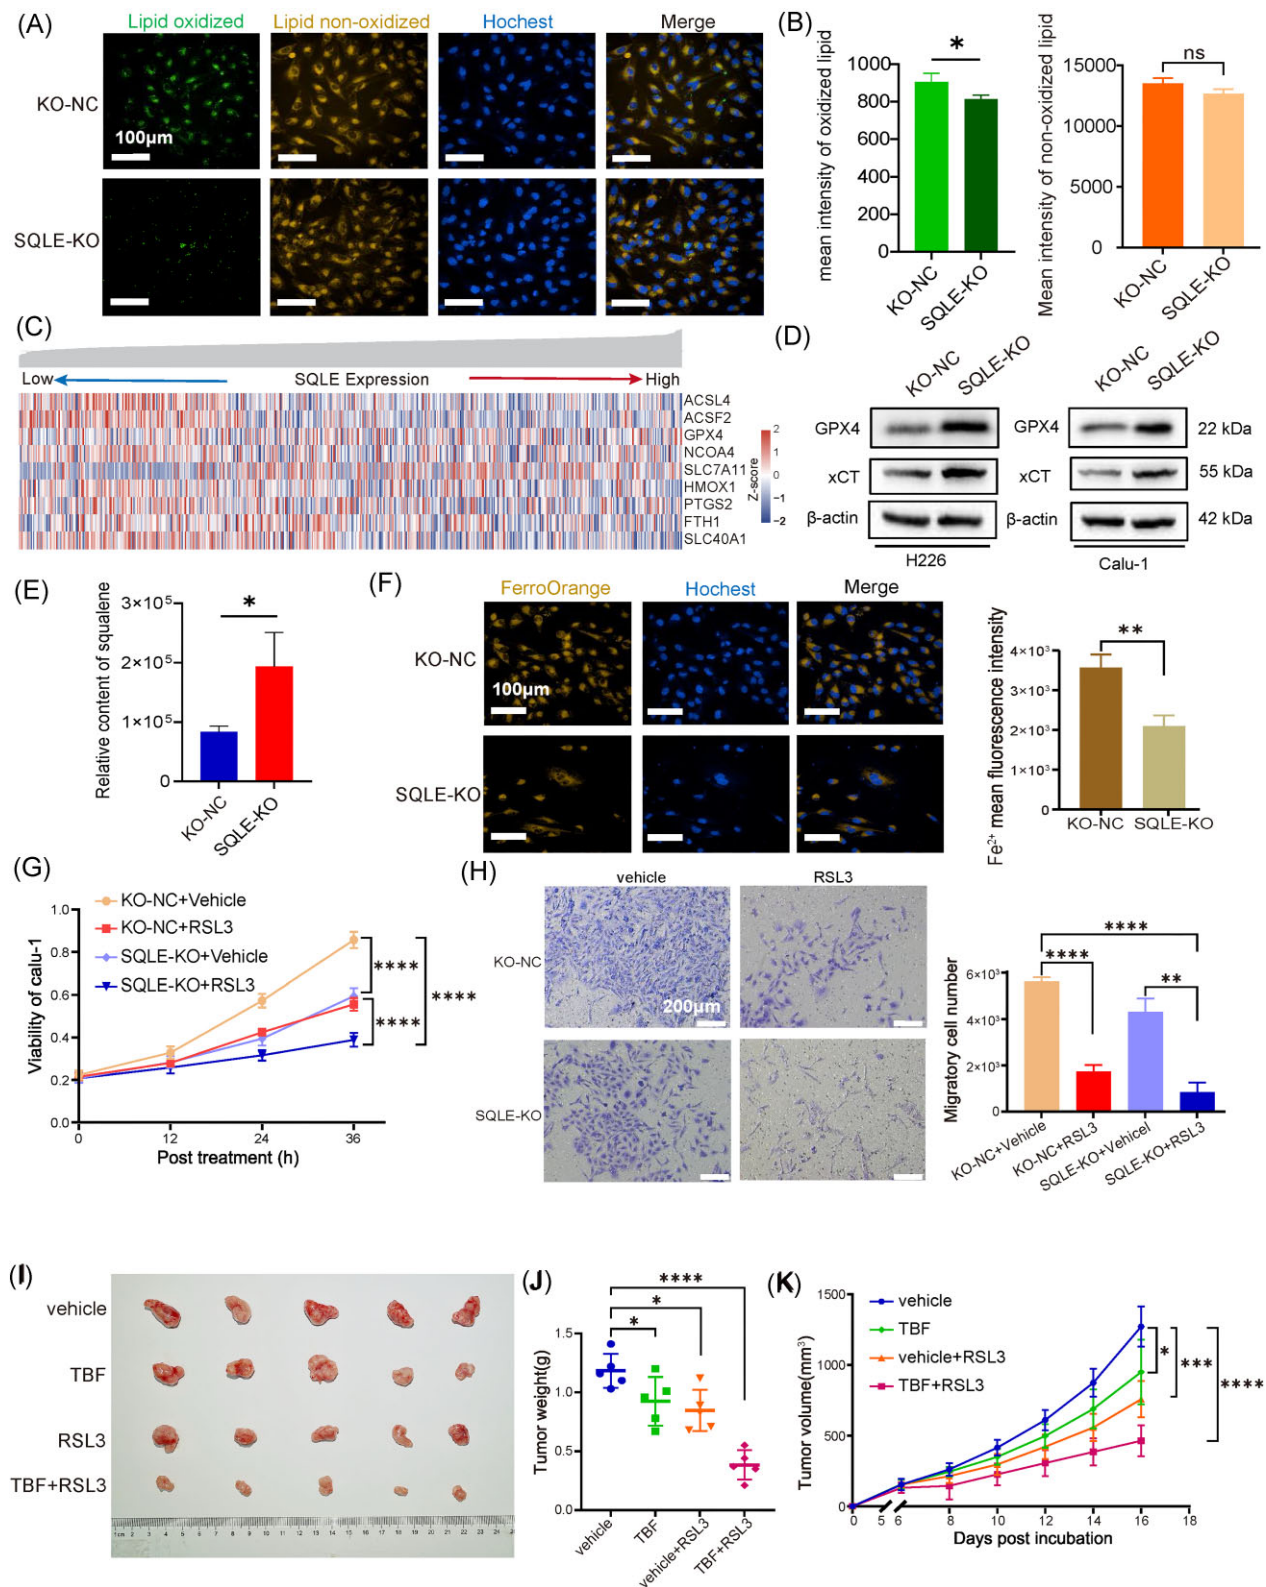 (A)
Lipid oxidized
Lipid non-oxidized
Hochest
Merge
KO-NC
100μm
SQLE-KO
(B)
mean intensity of oxidized lipid
1000
800
600
400
200
0
KO-NC
SQLE-KO
*
Mean intensity of non-oxidized lipid
15000
10000
5000
0
KO-NC
SQLE-KO
ns
(C)
Low
SQLE Expression
High
ACSL4
ACSF2
GPX4
NCOA4
SLC7A11
HMOX1
PTGS2
FTH1
SLC40A1
2
1
0
−1
−2
Z-score
(D)
KO-NC
SQLE-KO
KO-NC
SQLE-KO
GPX4
GPX4
22 kDa
xCT
xCT
55 kDa
β-actin
β-actin
42 kDa
H226
Calu-1
(E)
Relative content of squalene
3×10⁵
2×10⁵
1×10⁵
0
*
KO-NC
SQLE-KO
(F)
FerroOrange
Hochest
Merge
KO-NC
100μm
SQLE-KO
Fe²⁺ mean fluorescence intensity
4×10³
3×10³
2×10³
1×10³
0
**
KO-NC
SQLE-KO
(G)
Viability of calu-1
1.0
0.8
0.6
0.4
0.2
0.0
KO-NC+Vehicle
KO-NC+RSL3
SQLE-KO+Vehicle
SQLE-KO+RSL3
****
****
****
0
12
24
36
Post treatment (h)
(H)
vehicle
RSL3
KO-NC
200μm
SQLE-KO
Migratory cell number
6×10³
4×10³
2×10³
0
****
****
**
KO-NC+Vehicle
KO-NC+RSL3
SQLE-KO+Vehicel
SQLE-KO+RSL3
(I)
vehicle
TBF
RSL3
TBF+RSL3
(J)
Tumor weight(g)
1.5
1.0
0.5
0.0
****
*
*
vehicle
TBF
vehicle+RSL3
TBF+RSL3
(K)
Tumor volume(mm³)
1500
1000
500
0
vehicle
TBF
vehicle+RSL3
TBF+RSL3
*
***
****
0
5
6
8
10
12
14
16
18
Days post incubation